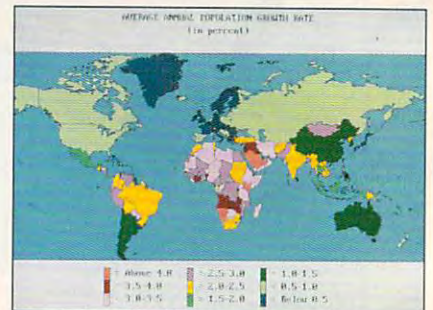 AVERAGE ANNUAL POPULATION GROWTH RATE
(in percent)
= Above 4.0 = 2.5-3.0 = 1.0-1.5
= 3.5-4.0 = 2.0-2.5 = 0.5-1.0
= 3.0-3.5 = 1.5-2.0 = Below 0.5